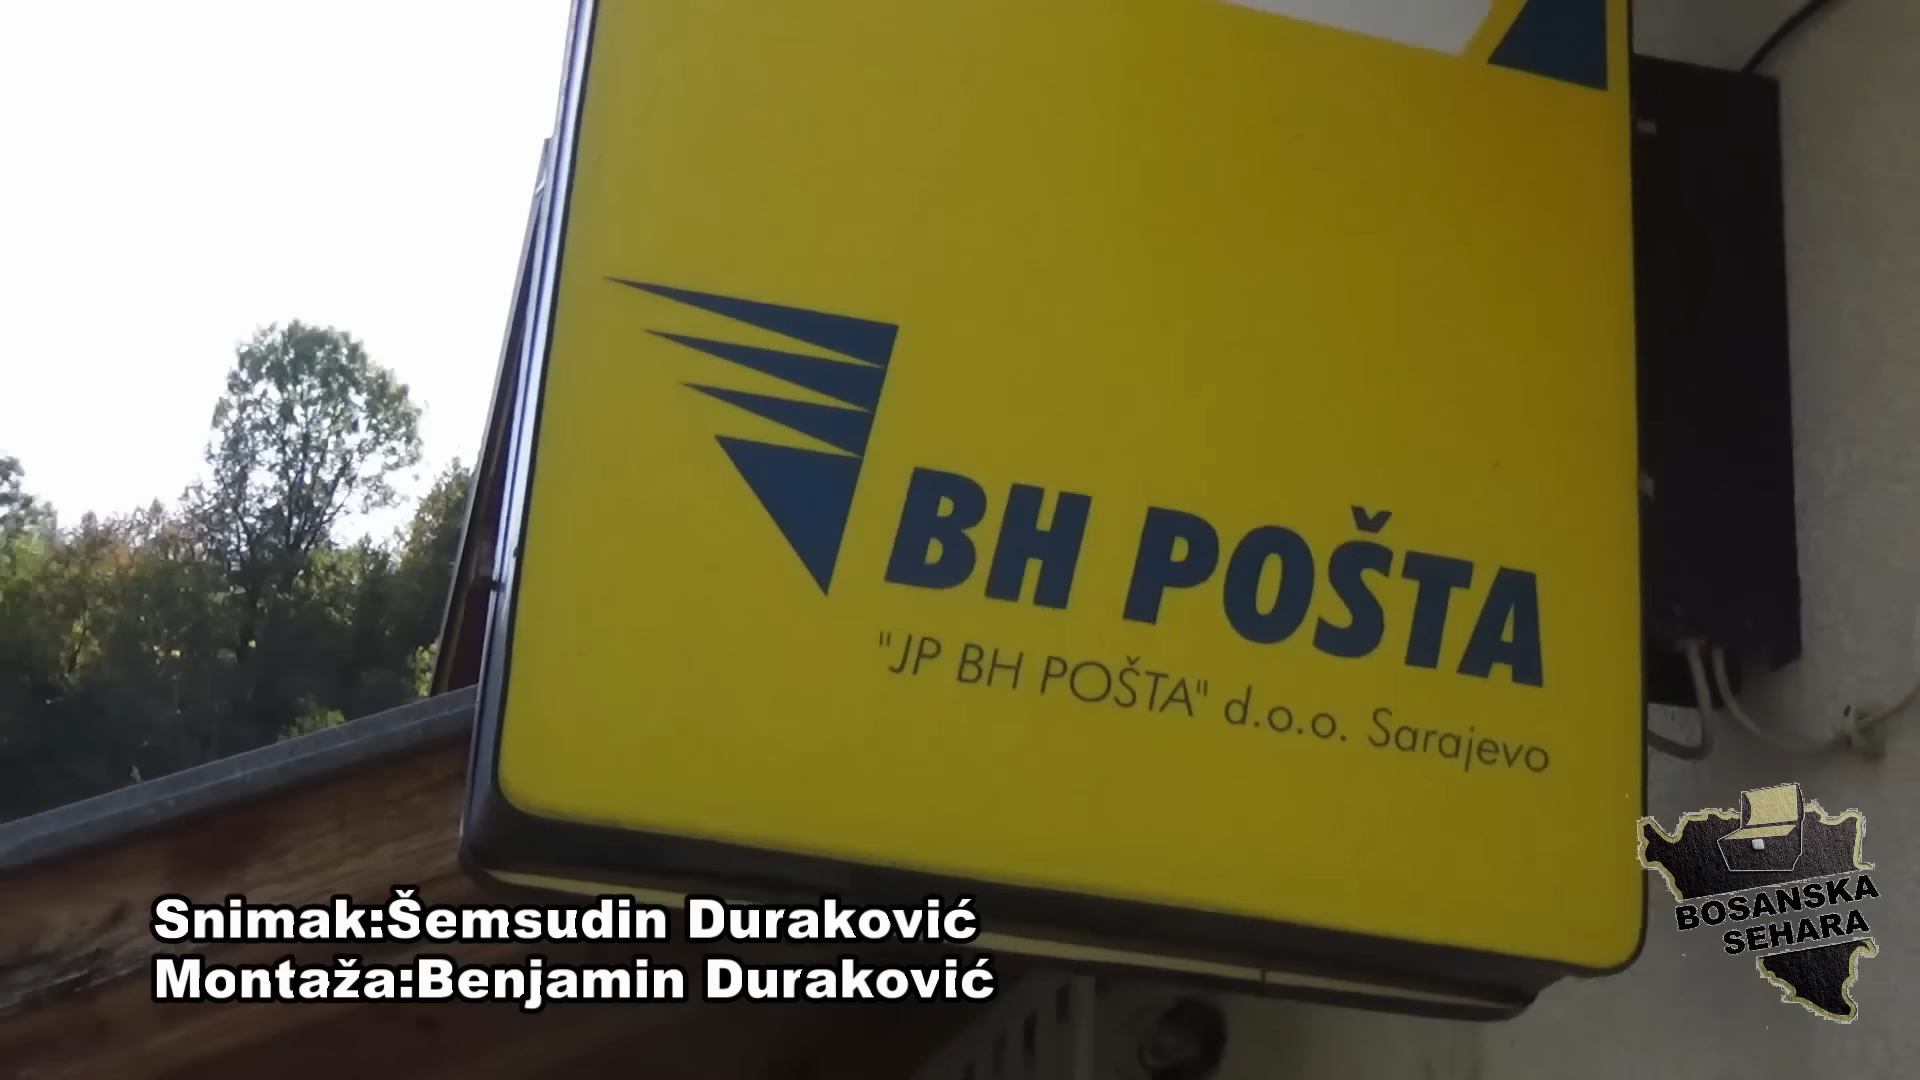 BH POŠTA
"JP BH POŠTA" d.o.o. Sarajevo
Snimak:Šemsudin Duraković
Montaža:Benjamin Duraković
BOSANSKA
SEHARA